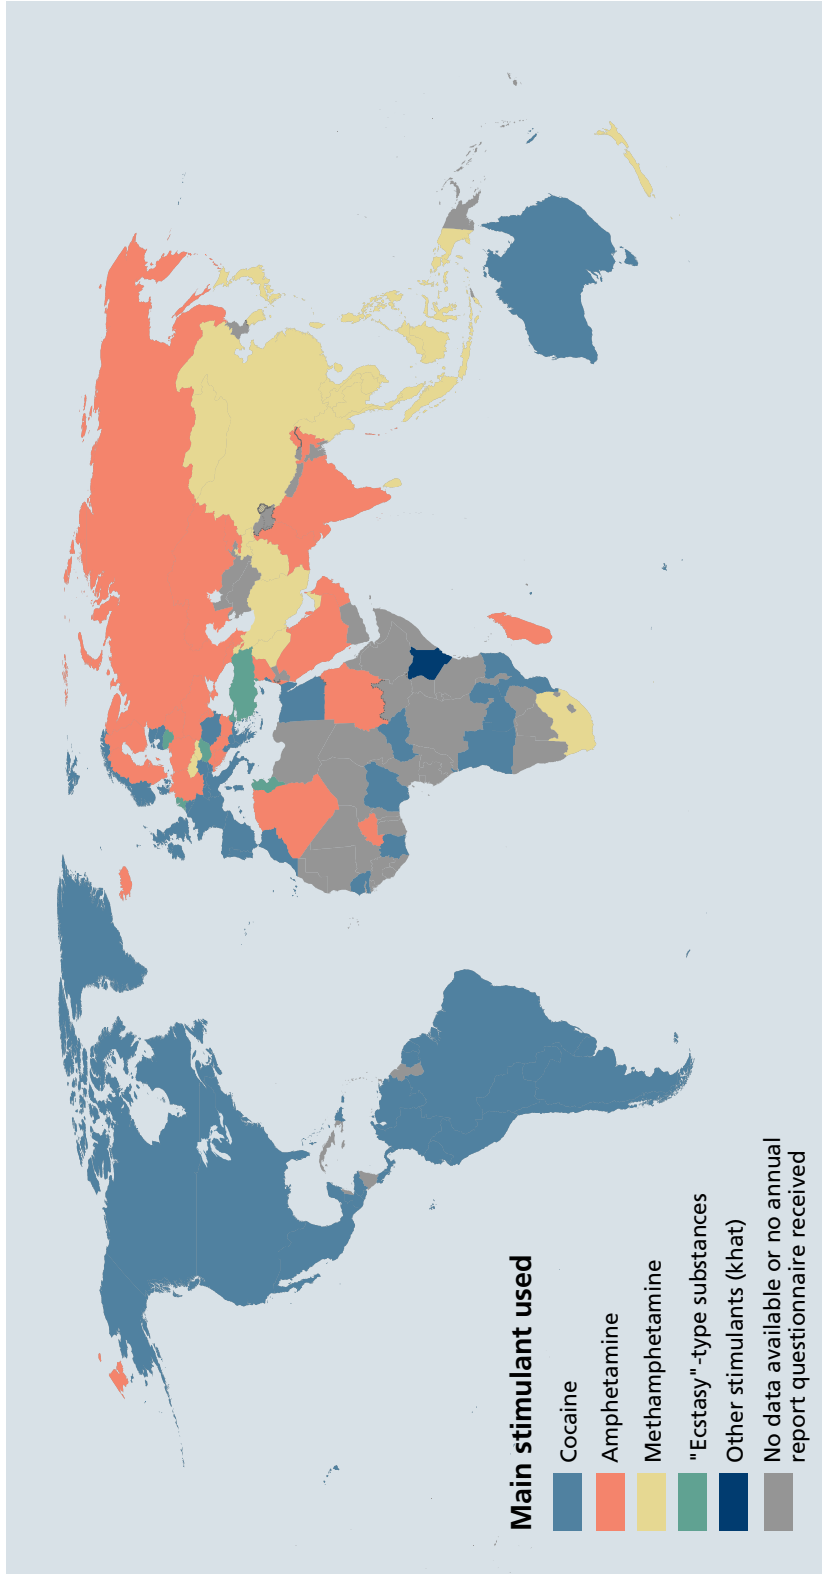 Main stimulant used
Cocaine
Amphetamine
Methamphetamine
"Ecstasy"-type substances
Other stimulants (khat)
No data available or no annual
report questionnaire received